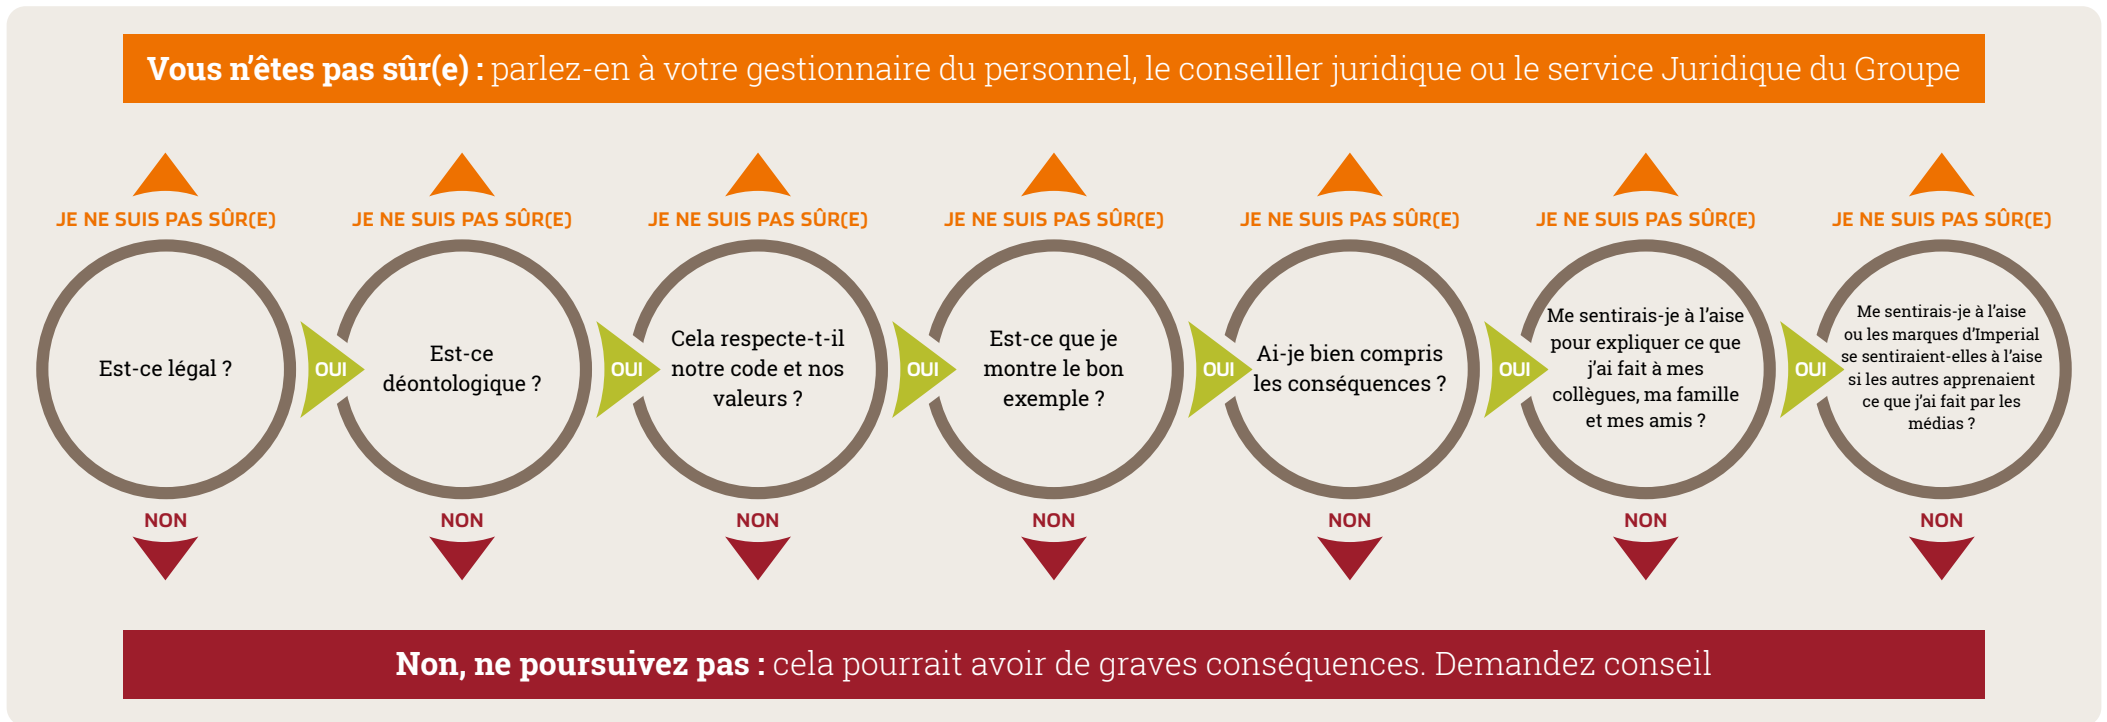 Vous n’êtes pas sûr(e) : parlez-en à votre gestionnaire du personnel, le conseiller juridique ou le service Juridique du Groupe
JE NE SUIS PAS SÛR(E)
JE NE SUIS PAS SÛR(E)
JE NE SUIS PAS SÛR(E)
JE NE SUIS PAS SÛR(E)
JE NE SUIS PAS SÛR(E)
JE NE SUIS PAS SÛR(E)
JE NE SUIS PAS SÛR(E)
Est-ce légal ?
OUI
Est-ce
déontologique ?
OUI
Cela respecte-t-il
notre code et nos
valeurs ?
OUI
Est-ce que je
montre le bon
exemple ?
OUI
Ai-je bien compris
les conséquences ?
OUI
Me sentirais-je à l’aise
pour expliquer ce que
j’ai fait à mes
collègues, ma famille
et mes amis ?
OUI
Me sentirais-je à l’aise
ou les marques d’Imperial
se sentiraient-elles à l’aise
si les autres apprenaient
ce que j’ai fait par les
médias ?
NON
NON
NON
NON
NON
NON
NON
Non, ne poursuivez pas : cela pourrait avoir de graves conséquences. Demandez conseil